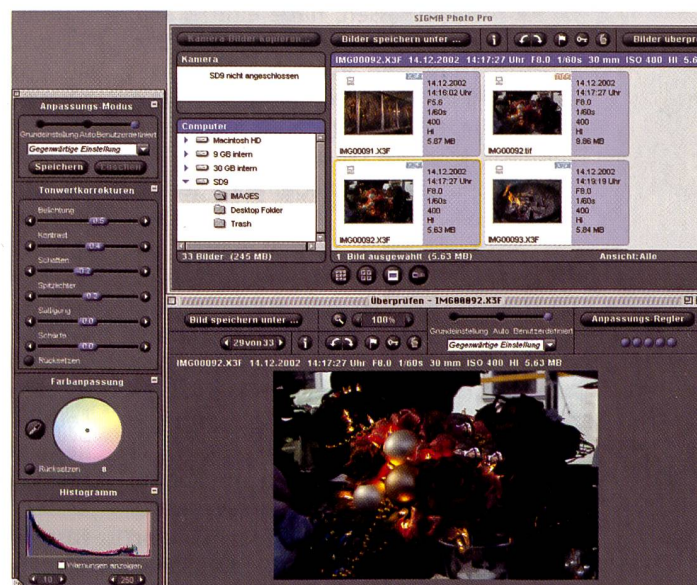 SIGMA Photo Pro
Kamera Bilder kopieren...
Bilder speichern unter ...
Bilder überpr
Kamera
SD9 nicht angeschlossen
IMG00092.X3F 14.12.2002 14:17:27 Uhr F8.0 1/60s 30 mm ISO 400 HI 5.6
14.12.2002
14:16:02 Uhr
F5.6
1/60s
400
HI
5.87 MB
IMG00091.X3F
14.12.2002
14:17:27 Uhr
F8.0
1/60s
400
HI
9.86 MB
IMG00092.tif
14.12.2002
14:17:27 Uhr
F8.0
1/60s
400
HI
5.63 MB
IMG00092.X3F
14.12.2002
14:19:19 Uhr
F8.0
1/60s
400
HI
5.84 MB
IMG00093.X3F
Computer
Macintosh HD
9 GB intern
30 GB intern
SD9
IMAGES
Desktop Folder
Trash
33 Bilder (245 MB)
1 Bild ausgewählt (5.63 MB)
Ansicht:Alle
Anpassungs-Modus
Grundeinstellung Auto Benutzerdefiniert
Gegenwärtige Einstellung
Speichern
Löschen
Tonwertkorrekturen
Belichtung
-0.5
Kontrast
-0.4
Schatten
Spitzlichter
Sättigung
0.0
Schärfe
0.0
Rücksetzen
Farbanpassung
Rücksetzen
Histogramm
Warnungen anzeigen
10
250
Überprüfen - IMG00092.X3F
Bild speichern unter ...
100%
Grundeinstellung Auto Benutzerdefiniert
Anpassungs-Regler
29 von 33
Gegenwärtige Einstellung
IMG00092.X3F 14.12.2002 14:17:27 Uhr F8.0 1/60s 30 mm ISO 400 HI 5.63 MB